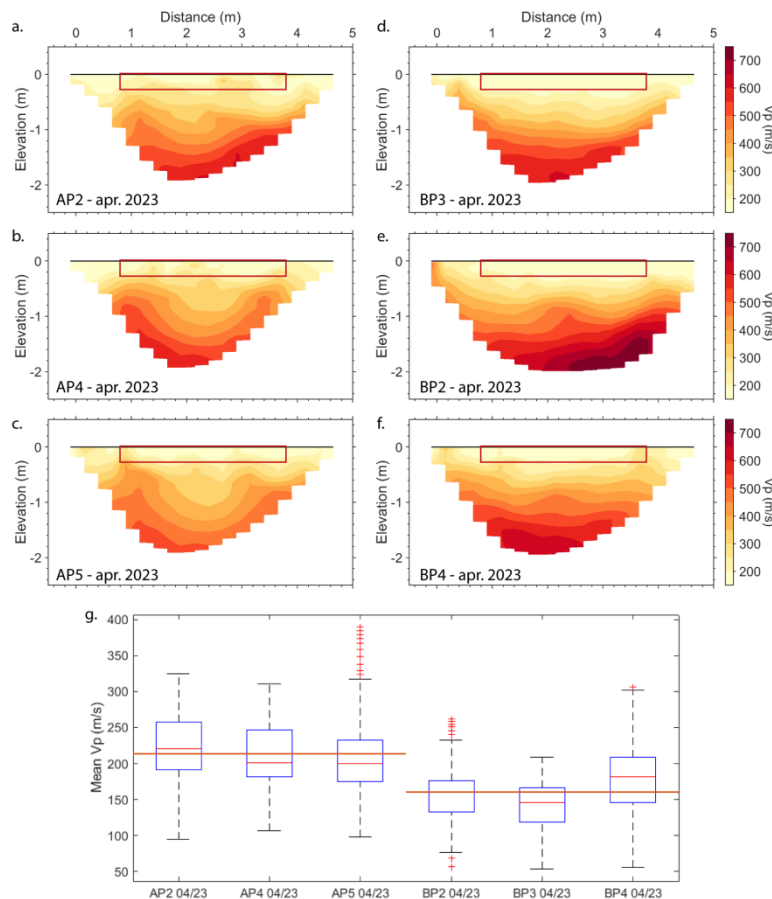 Distance (m)
Distance (m)
a.
0 1 2 3 4 5
d.
0 1 2 3 4 5
0
-1
-2
Elevation (m)
AP2 - apr. 2023
0
-1
-2
Elevation (m)
BP3 - apr. 2023
700
600
500
400
300
200
Vp (m/s)
b.
0
-1
-2
Elevation (m)
AP4 - apr. 2023
e.
0
-1
-2
Elevation (m)
BP2 - apr. 2023
700
600
500
400
300
200
Vp (m/s)
c.
0
-1
-2
Elevation (m)
AP5 - apr. 2023
f.
0
-1
-2
Elevation (m)
BP4 - apr. 2023
700
600
500
400
300
200
Vp (m/s)
g.
400
350
300
250
200
150
100
50
Mean Vp (m/s)
AP2 04/23 AP4 04/23 AP5 04/23 BP2 04/23 BP3 04/23 BP4 04/23